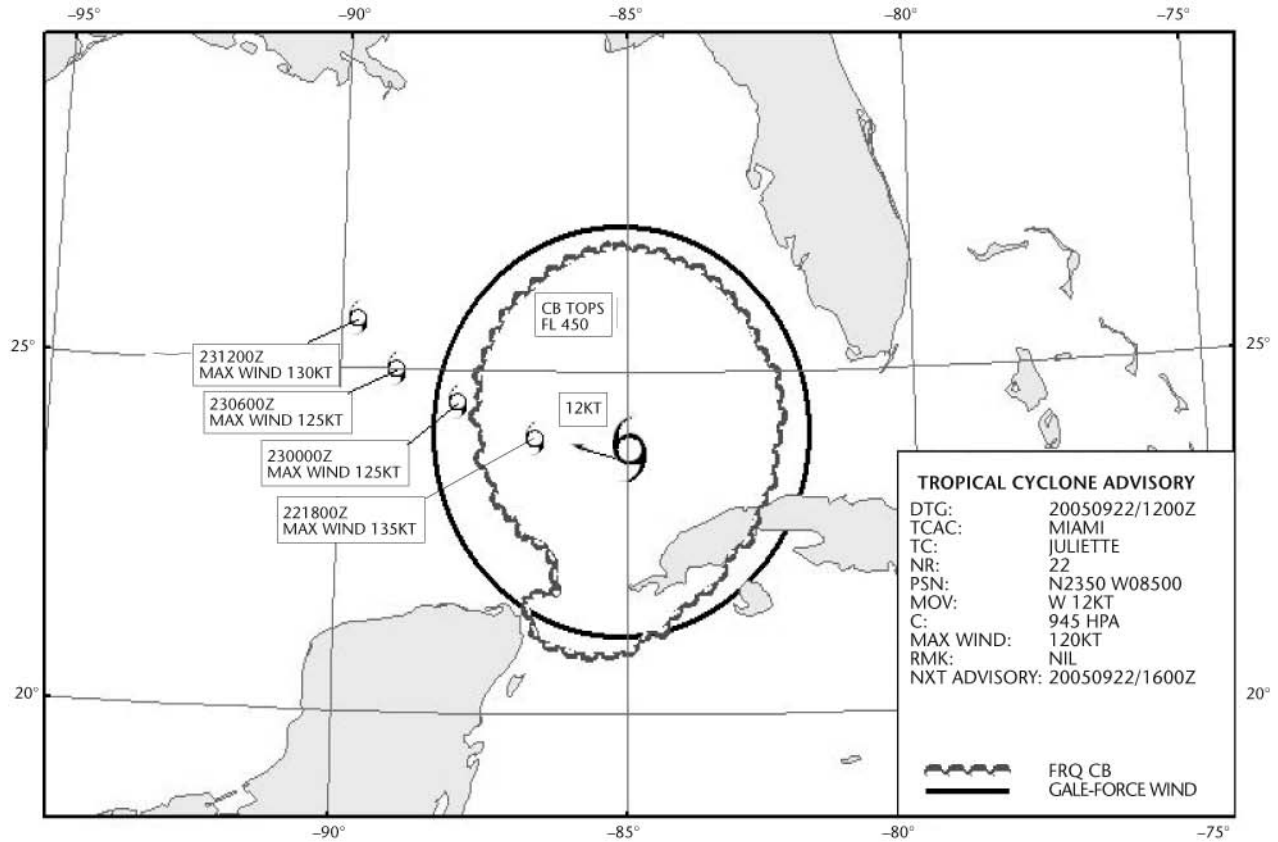 −95°
−90°
−85°
−80°
−75°
CB TOPS
FL 450
25°
25°
231200Z
MAX WIND 130KT
230600Z
MAX WIND 125KT
12KT
230000Z
MAX WIND 125KT
221800Z
MAX WIND 135KT
TROPICAL CYCLONE ADVISORY
DTG: 20050922/1200Z
TCAC: MIAMI
TC: JULIETTE
NR: 22
PSN: N2350 W08500
MOV: W 12KT
C: 945 HPA
MAX WIND: 120KT
RMK: NIL
NXT ADVISORY: 20050922/1600Z
20°
20°
FRQ CB
GALE-FORCE WIND
−90°
−85°
−80°
−75°